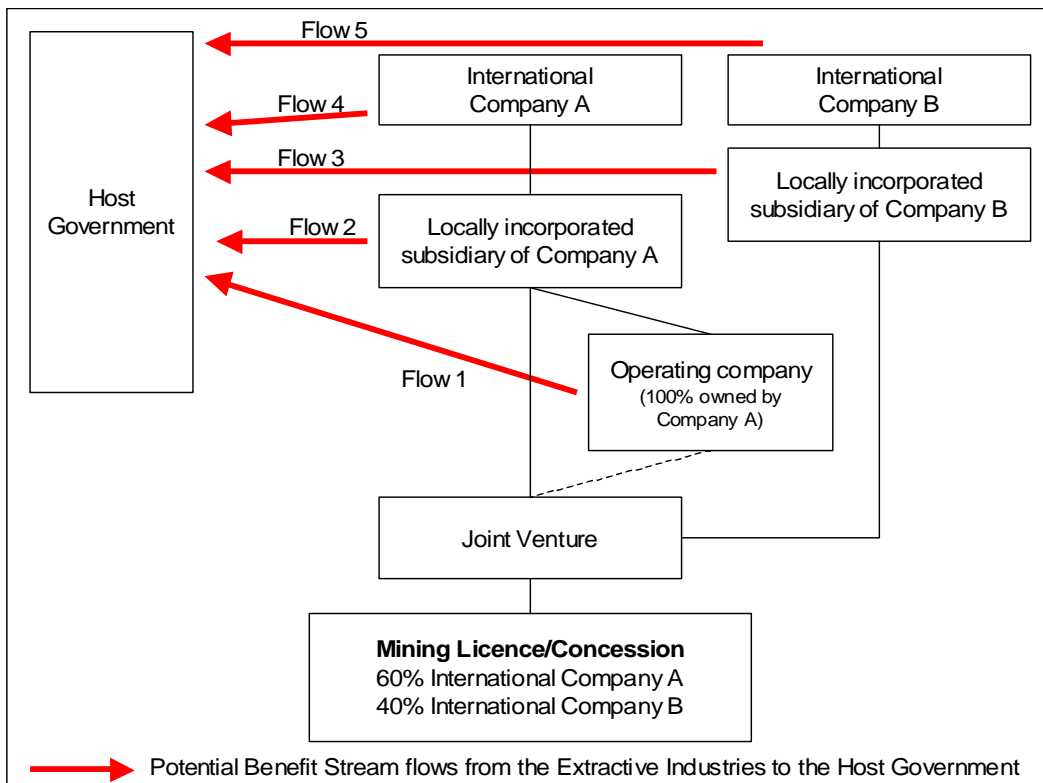 Flow 5
International
Company A
International
Company B
Flow 4
Flow 3
Host
Government
Locally incorporated
subsidiary of Company B
Flow 2
Locally incorporated
subsidiary of Company A
Flow 1
Operating company
(100% owned by
Company A)
Joint Venture
Mining Licence/Concession
60% International Company A
40% International Company B
Potential Benefit Stream flows from the Extractive Industries to the Host Government